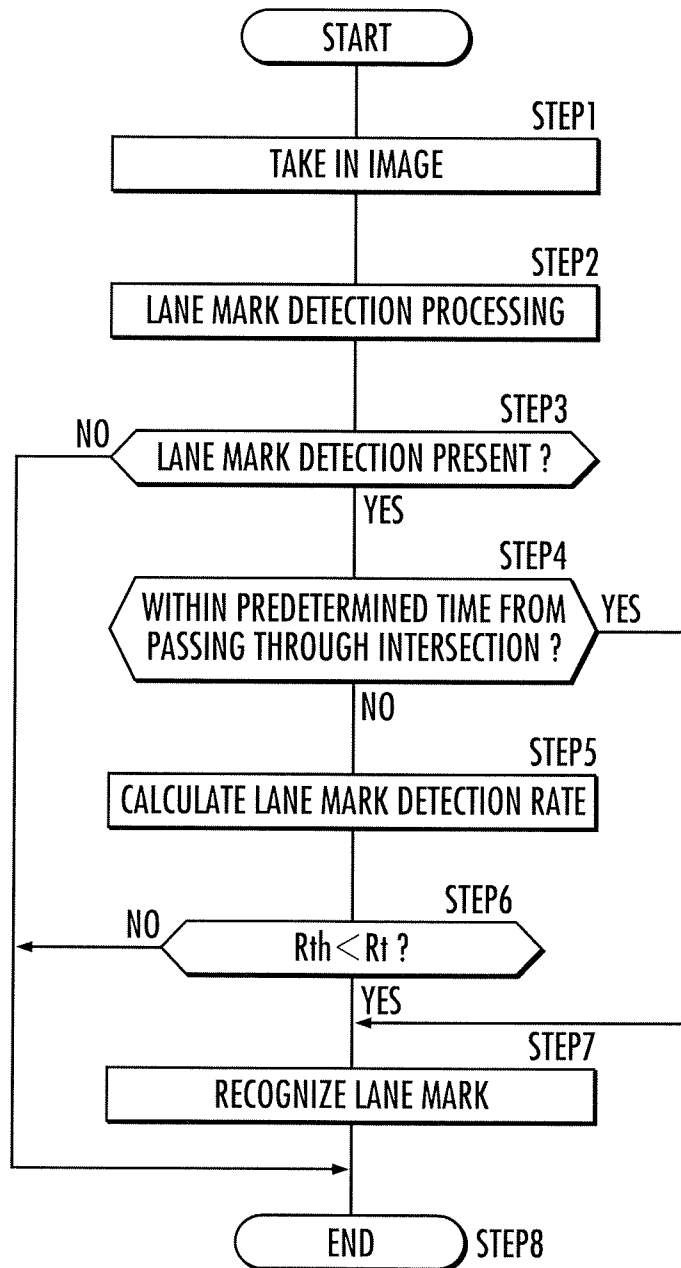 START
STEP1
TAKE IN IMAGE
STEP2
LANE MARK DETECTION PROCESSING
STEP3
NO
LANE MARK DETECTION PRESENT ?
YES
STEP4
WITHIN PREDETERMINED TIME FROM
PASSING THROUGH INTERSECTION ?
YES
NO
STEP5
CALCULATE LANE MARK DETECTION RATE
STEP6
NO
Rth<Rt ?
YES
STEP7
RECOGNIZE LANE MARK
END
STEP8